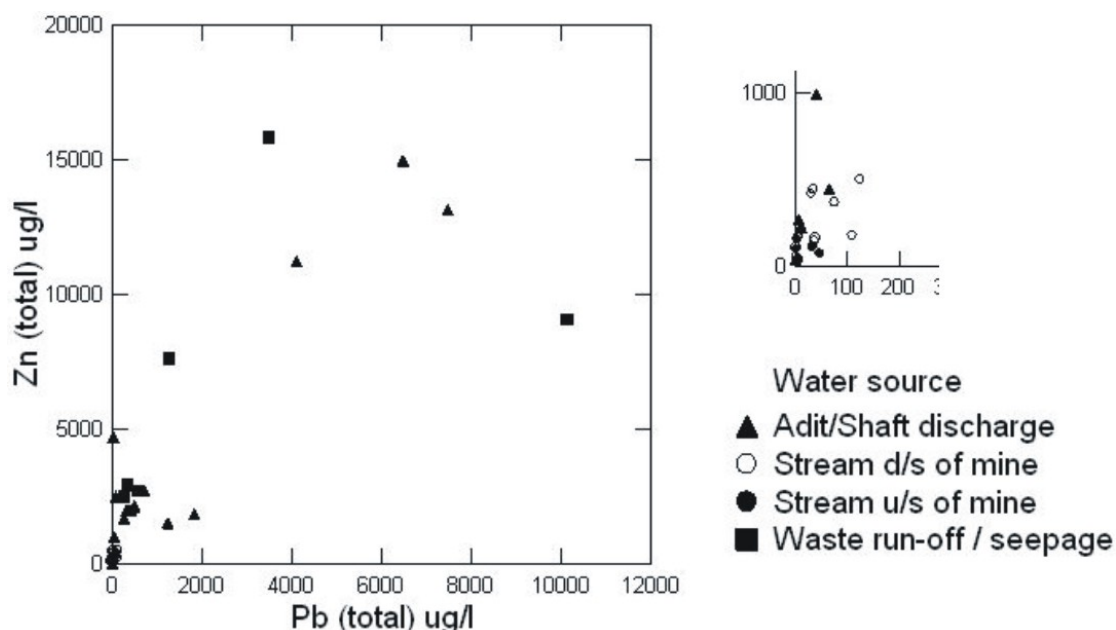 20000
15000
10000
5000
0
Zn (total) ug/l
0 2000 4000 6000 8000 10000 12000
Pb (total) ug/l
1000
0
0 100 200
Water source
Adit/Shaft discharge
Stream d/s of mine
Stream u/s of mine
Waste run-off / seepage